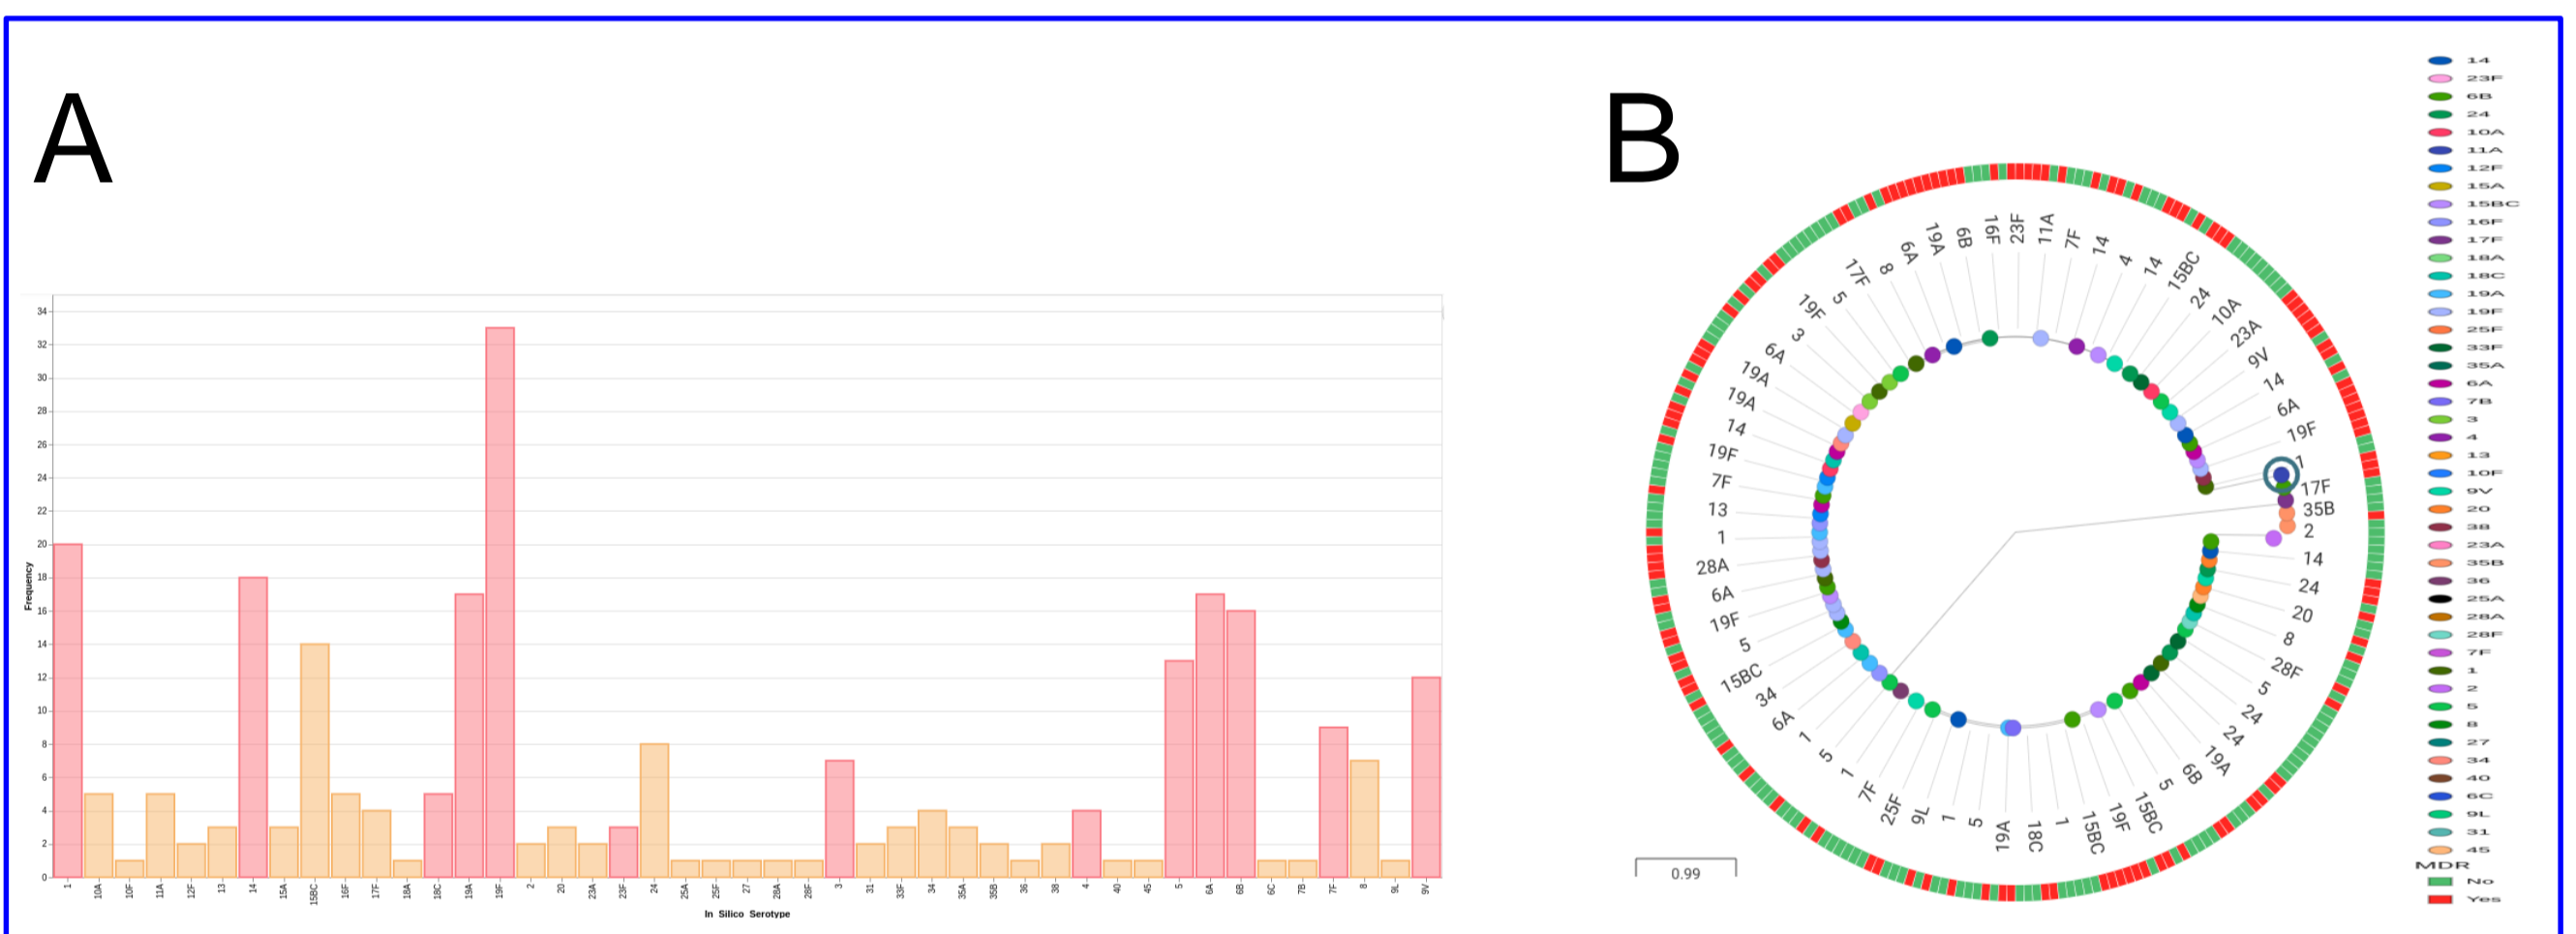 A
B
34
32
30
28
26
24
22
20
18
16
14
12
10
8
6
4
2
0
Frequency
1 10A 10F 11A 12F 13 14 15A 15BC 16F 17F 18A 18C 19A 19F 2 20 23A 23F 24 25A 25F 27 28A 28F 3 31 33F 34 35A 35B 36 38 4 40 45 5 6A 6B 6C 7B 7F 8 9L 9V
In Silico Serotype
23F
11A
7F
14
4
14
15BC
24
10A
23A
9V
14
6A
19F
1
17F
35B
2
14
24
20
8
28F
5
24
24
19A
6B
5
15BC
19F
15BC
1
18C
19A
5
1
9L
25F
7F
1
5
1
6A
34
15BC
5
19F
6A
28A
1
13
7F
19F
14
19A
19A
6A
3
19F
5
17F
8
6A
19A
6B
19F
0.99
14
23F
6B
24
10A
11A
12F
15A
15BC
16F
17F
18A
18C
19A
19F
25F
33F
35A
6A
7B
3
4
13
10F
9V
20
38
23A
35B
36
25A
28A
28F
7F
1
2
5
8
27
34
40
6C
9L
31
45
MDR
No
Yes